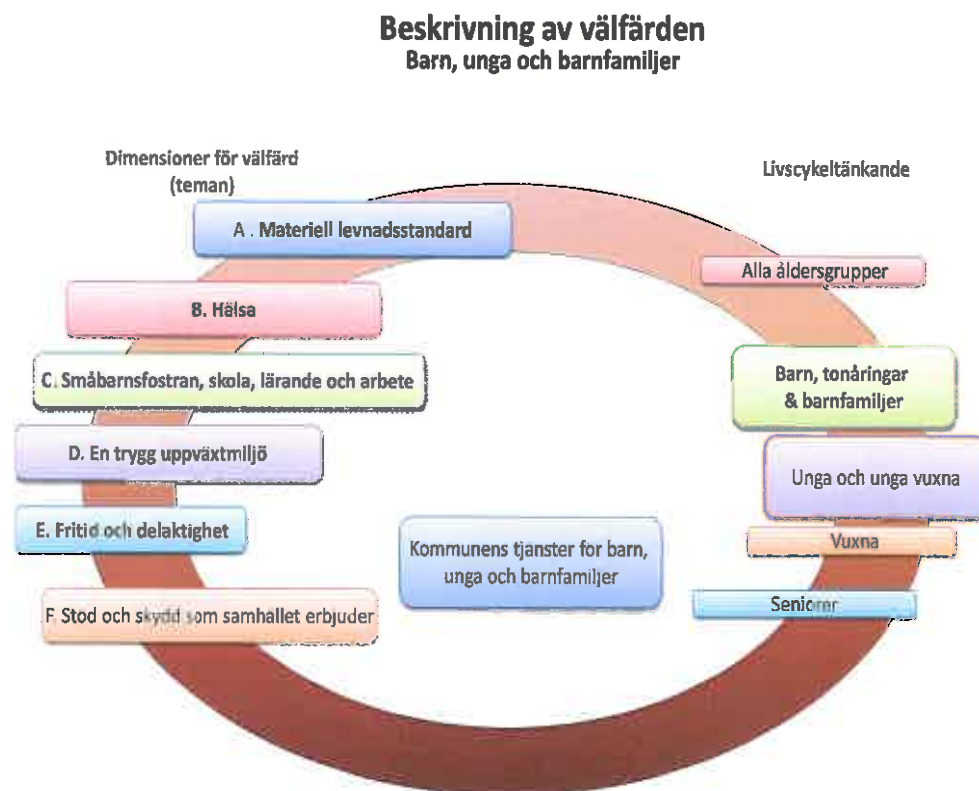 Beskrivning av välfärden
Barn, unga och barnfamiljer
Dimensioner för välfärd
(teman)
A . Materiell levnadsstandard
B. Hälsa
C. Småbarnsfostran, skola, lärande och arbete
D. En trygg uppväxtmiljö
E. Fritid och delaktighet
F Stod och skydd som samhället erbjuder
Kommunens tjänster for barn,
unga och barnfamiljer
Livscykeltänkande
Alla åldersgrupper
Barn, tonåringar
& barnfamiljer
Unga och unga vuxna
Vuxna
Seniorer